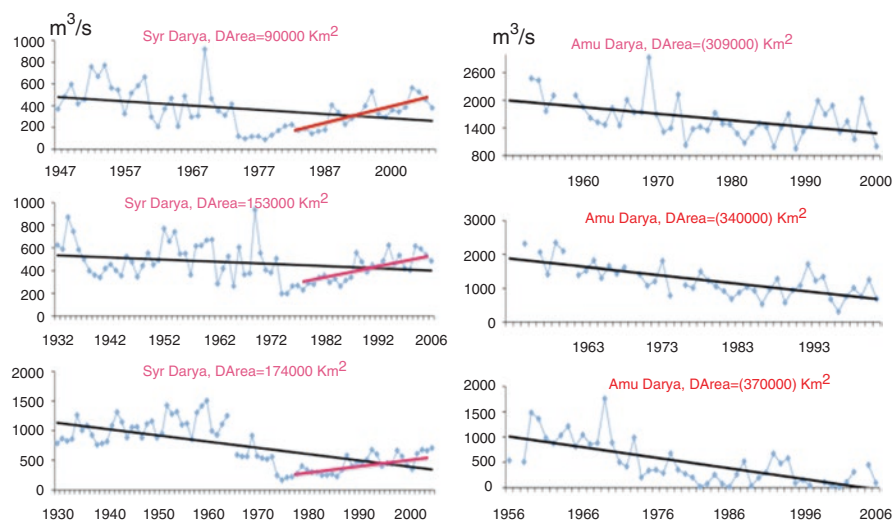 m³/s
Syr Darya, DArea=90000 Km²
1000
800
600
400
200
0
1947 1957 1967 1977 1987 2000
Syr Darya, DArea=153000 Km²
1000
800
600
400
200
0
1932 1942 1952 1962 1972 1982 1992 2006
Syr Darya, DArea=174000 Km²
2000
1500
1000
500
0
1930 1940 1950 1960 1970 1980 1990 2000
m³/s
Amu Darya, DArea=(309000) Km²
2600
2000
1400
800
1960 1970 1980 1990 2000
Amu Darya, DArea=(340000) Km²
3000
2000
1000
0
1963 1973 1983 1993
Amu Darya, DArea=(370000) Km²
2000
1500
1000
500
0
1956 1966 1976 1986 1996 2006